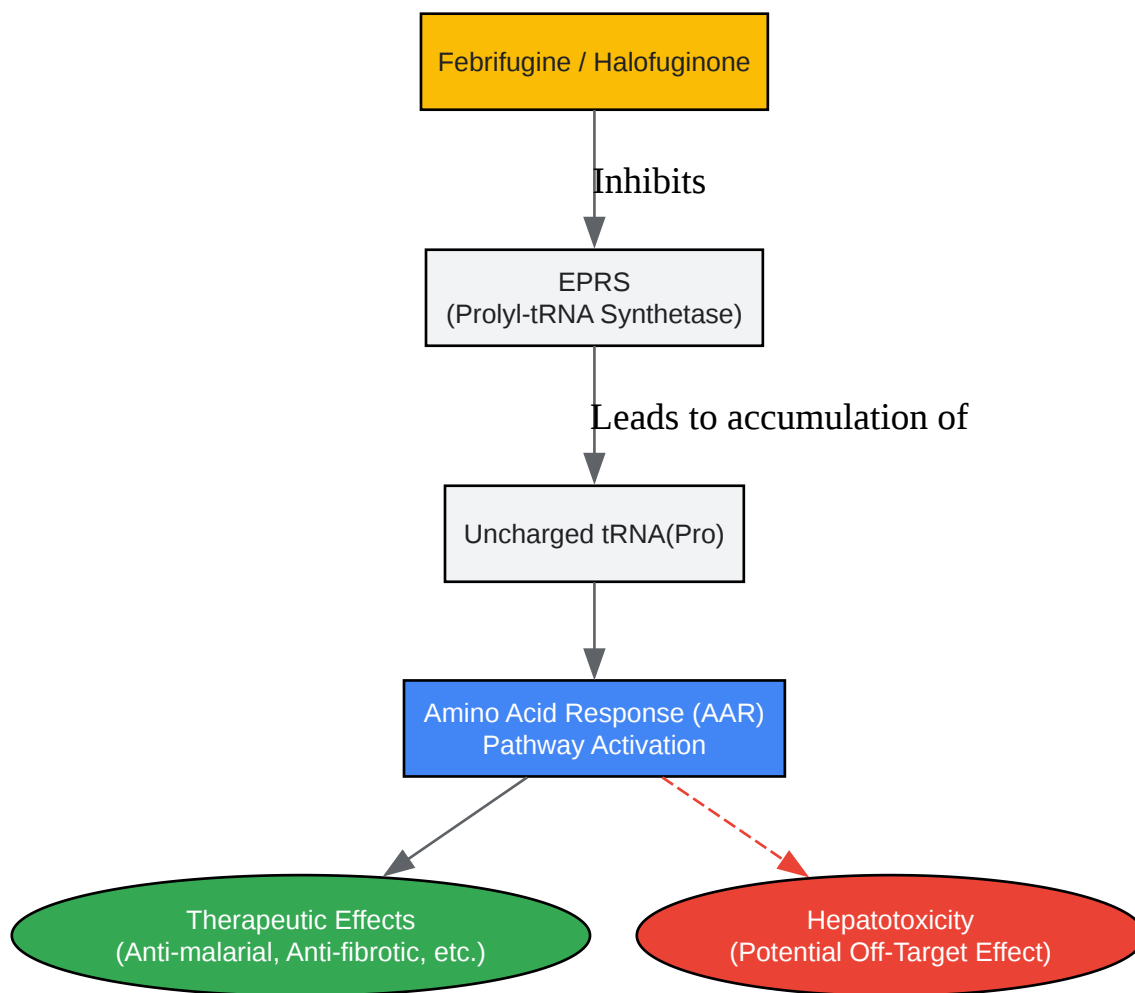 Febrifugine / Halofuginone
Inhibits
EPRS
(Prolyl-tRNA Synthetase)
Leads to accumulation of
Uncharged tRNA(Pro)
Amino Acid Response (AAR)
Pathway Activation
Therapeutic Effects
(Anti-malarial, Anti-fibrotic, etc.)
Hepatotoxicity
(Potential Off-Target Effect)